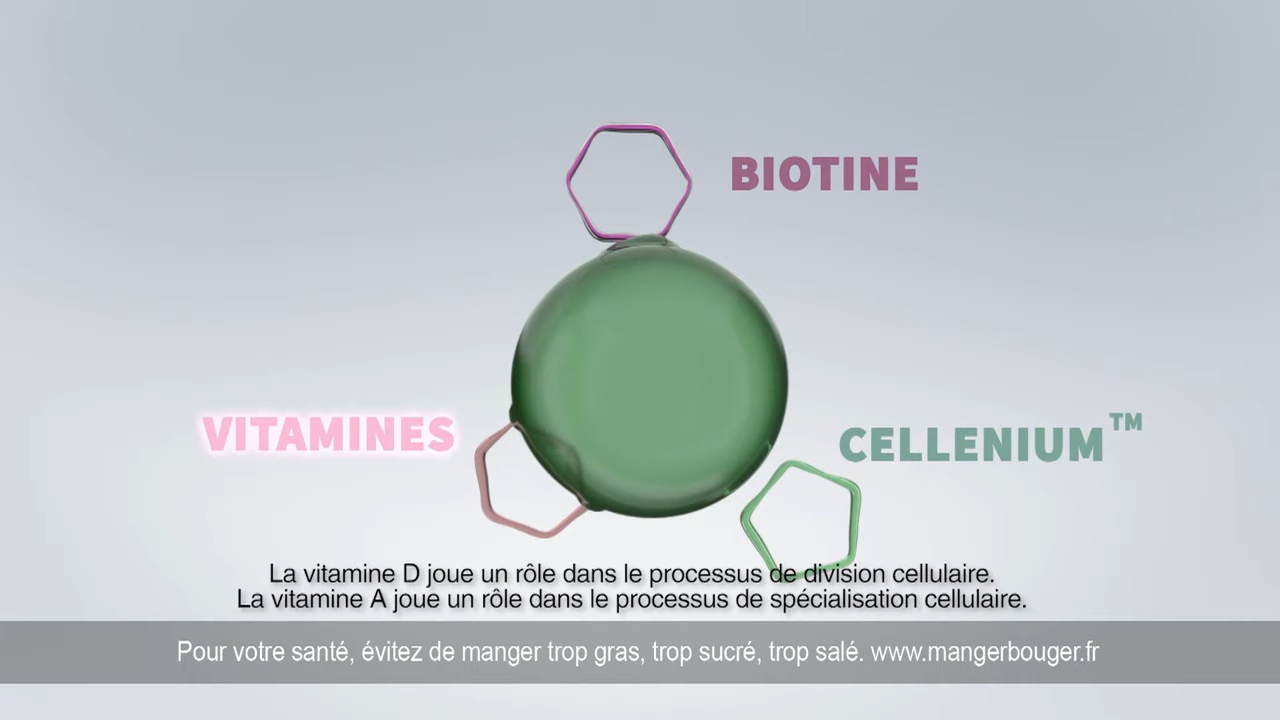 BIOTINE
VITAMINES
CELLENIUM™
La vitamine D joue un rôle dans le processus de division cellulaire.
La vitamine A joue un rôle dans le processus de spécialisation cellulaire.
Pour votre santé, évitez de manger trop gras, trop sucré, trop salé. www.mangerbouger.fr